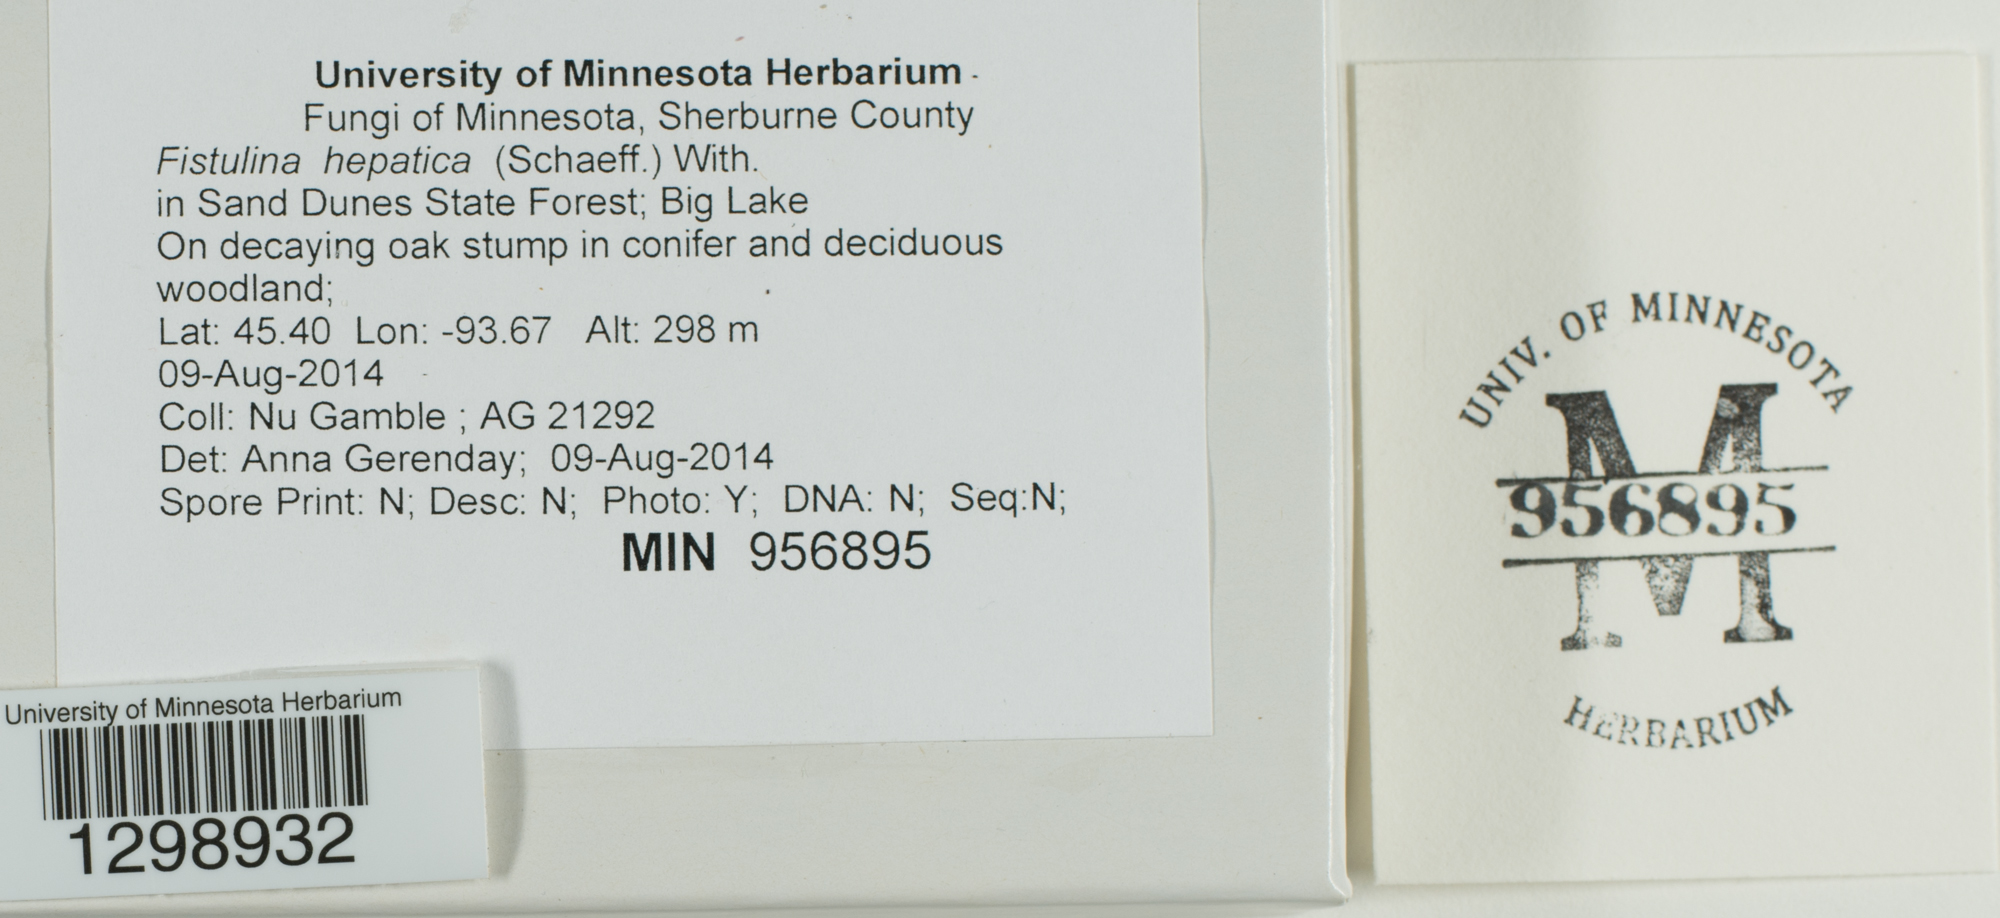 University of Minnesota Herbarium
Fungi of Minnesota, Sherburne County
Fistulina hepatica (Schaeff.) With.
in Sand Dunes State Forest; Big Lake
On decaying oak stump in conifer and deciduous
woodland;
Lat: 45.40 Lon: -93.67 Alt: 298 m
09-Aug-2014
Coll: Nu Gamble ; AG 21292
Det: Anna Gerenday; 09-Aug-2014
Spore Print: N; Desc: N; Photo: Y; DNA: N; Seq:N;
MIN 956895
University of Minnesota Herbarium
1298932
UNIV. OF MINNESOTA
M
956895
HERBARIUM